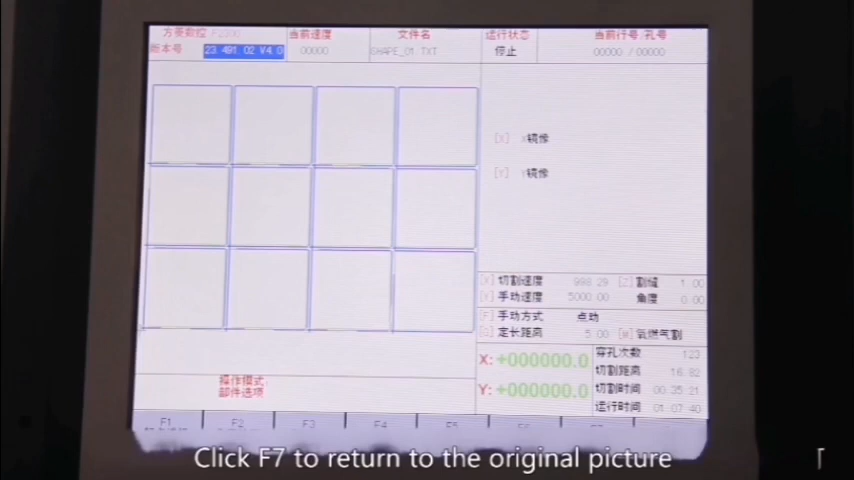 方菱数控 F2300
版本号 23.491.02 V4.0
当前速度
00000
文件名
SHAPE_01.TXT
运行状态
停止
当前行号/孔号
00000 / 00000
[X] X镜像
[Y] Y镜像
[X] 切割速度 998.29 [Z] 割缝 1.00
[Y] 手动速度 5000.00 角度 0.00
[F] 手动方式 点动
[G] 定长距离 5.00 [W] 氧燃气割
X: +000000.0
Y: +000000.0
穿孔次数 123
切割距离 16.82
切割时间 00:35:21
运行时间 01:07:40
操作模式:
部件选项
F1 F2 F3 F4 F5
Click F7 to return to the original picture